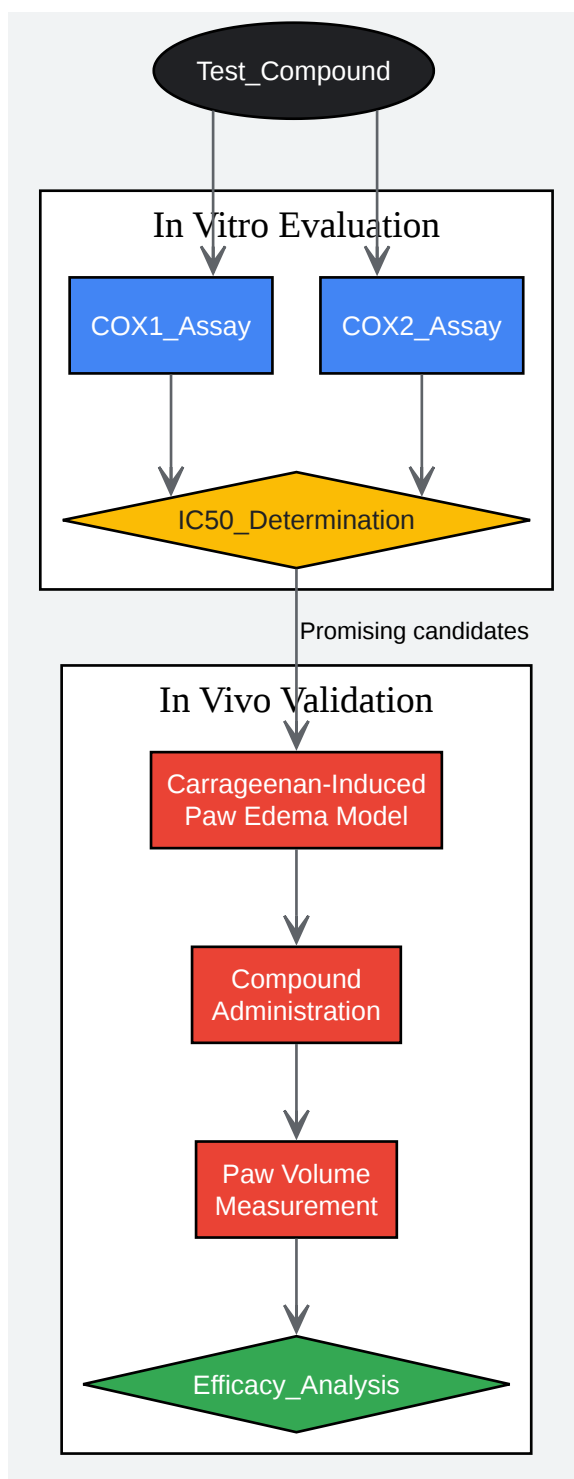 Test_Compound
In Vitro Evaluation
COX1_Assay
COX2_Assay
IC50_Determination
Promising candidates
In Vivo Validation
Carrageenan-Induced
Paw Edema Model
Compound
Administration
Paw Volume
Measurement
Efficacy_Analysis